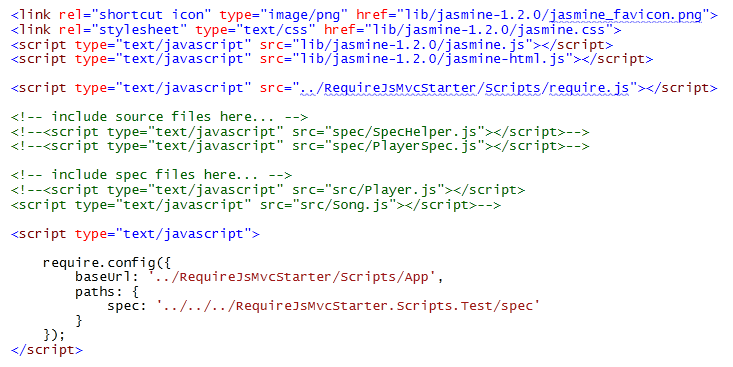 <link rel="shortcut icon" type="image/png" href="lib/jasmine-1.2.0/jasmine_favicon.png">
<link rel="stylesheet" type="text/css" href="lib/jasmine-1.2.0/jasmine.css">
<script type="text/javascript" src="lib/jasmine-1.2.0/jasmine.js"></script>
<script type="text/javascript" src="lib/jasmine-1.2.0/jasmine-html.js"></script>
<script type="text/javascript" src="../RequireJsMvcStarter/Scripts/require.js"></script>
<!-- include source files here... -->
<!--<script type="text/javascript" src="spec/SpecHelper.js"></script>-->
<!--<script type="text/javascript" src="spec/PlayerSpec.js"></script>-->
<!-- include spec files here... -->
<!--<script type="text/javascript" src="src/Player.js"></script>
<script type="text/javascript" src="src/Song.js"></script>-->
<script type="text/javascript">
require.config({
baseUrl: '../RequireJsMvcStarter/Scripts/App',
paths: {
spec: '../../../RequireJsMvcStarter.Scripts.Test/spec'
}
});
</script>